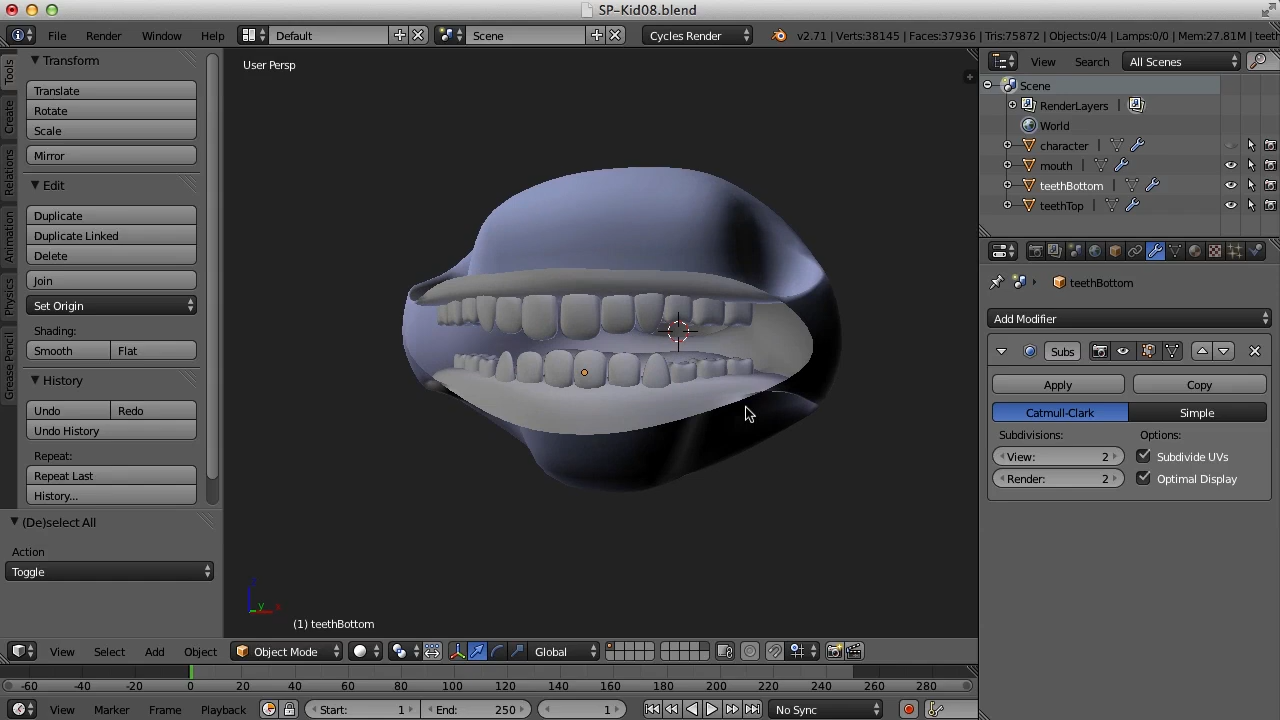 SP-Kid08.blend
File Render Window Help Default Scene Cycles Render v2.71 | Verts:38145 | Faces:37936 | Tris:75872 | Objects:0/4 | Lamps:0/0 | Mem:27.81M | teeth
Tools
Create
Relations
Animation
Physics
Grease Pencil
Transform
Translate
Rotate
Scale
Mirror
Edit
Duplicate
Duplicate Linked
Delete
Join
Set Origin
Shading:
Smooth Flat
History
Undo Redo
Undo History
Repeat:
Repeat Last
History...
(De)select All
Action
Toggle
User Persp
(1) teethBottom
View Search All Scenes
Scene
RenderLayers
World
character
mouth
teethBottom
teethTop
teethBottom
Add Modifier
Subs
Apply Copy
Catmull-Clark Simple
Subdivisions: Options:
View: 2 Subdivide UVs
Render: 2 Optimal Display
View Select Add Object Object Mode Global
-60 -40 -20 0 20 40 60 80 100 120 140 160 180 200 220 240 260 280
View Marker Frame Playback Start: 1 End: 250 1 No Sync